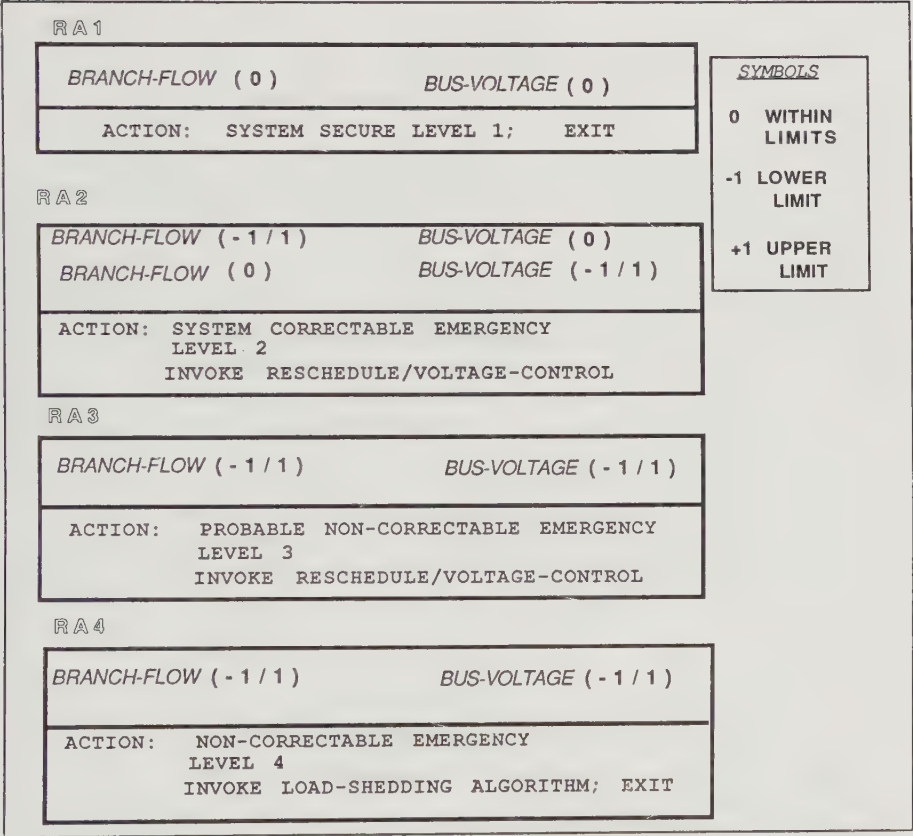 RA1
BRANCH-FLOW ( 0 ) BUS-VOLTAGE ( 0 )
ACTION: SYSTEM SECURE LEVEL 1; EXIT
SYMBOLS
0 WITHIN
LIMITS
-1 LOWER
LIMIT
+1 UPPER
LIMIT
RA2
BRANCH-FLOW ( - 1 / 1 ) BUS-VOLTAGE ( 0 )
BRANCH-FLOW ( 0 ) BUS-VOLTAGE ( - 1 / 1 )
ACTION: SYSTEM CORRECTABLE EMERGENCY
LEVEL 2
INVOKE RESCHEDULE/VOLTAGE-CONTROL
RA3
BRANCH-FLOW ( - 1 / 1 ) BUS-VOLTAGE ( - 1 / 1 )
ACTION: PROBABLE NON-CORRECTABLE EMERGENCY
LEVEL 3
INVOKE RESCHEDULE/VOLTAGE-CONTROL
RA4
BRANCH-FLOW ( - 1 / 1 ) BUS-VOLTAGE ( - 1 / 1 )
ACTION: NON-CORRECTABLE EMERGENCY
LEVEL 4
INVOKE LOAD-SHEDDING ALGORITHM; EXIT